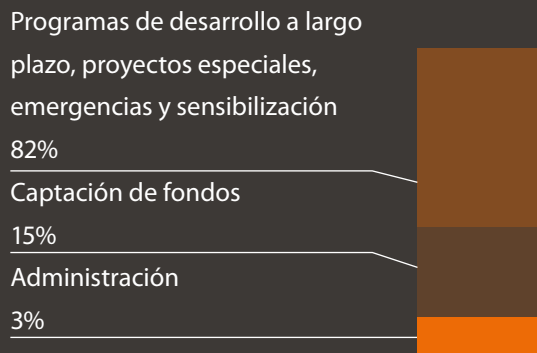 Programas de desarrollo a largo
plazo, proyectos especiales,
emergencias y sensibilización
82%
Captación de fondos
15%
Administración
3%